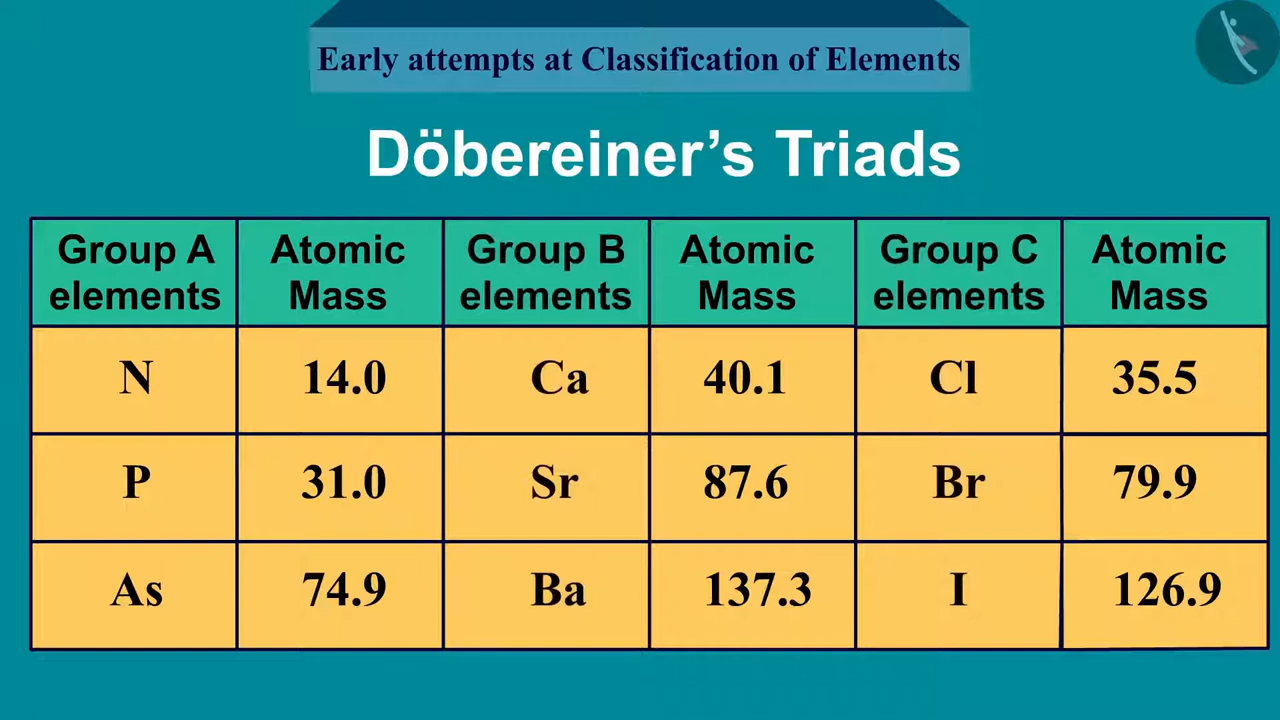 Early attempts at Classification of Elements
Döbereiner’s Triads
Group A elements Atomic Mass Group B elements Atomic Mass Group C elements Atomic Mass
N 14.0 Ca 40.1 Cl 35.5
P 31.0 Sr 87.6 Br 79.9
As 74.9 Ba 137.3 I 126.9